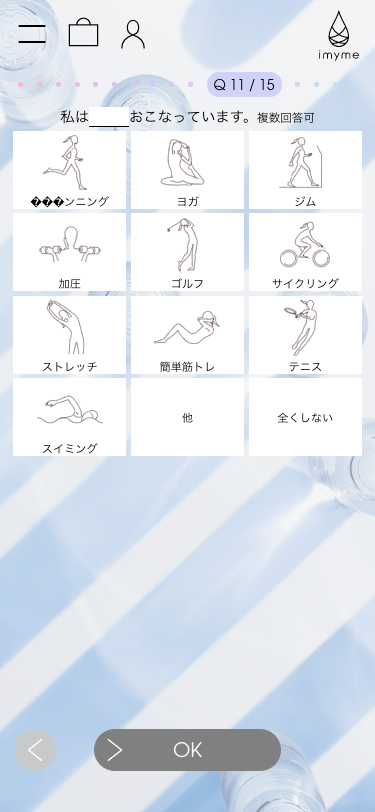 imyme
Q 11 / 15
私は＿＿＿おこなっています。複数回答可
���ンニング
ヨガ
ジム
加圧
ゴルフ
サイクリング
ストレッチ
簡単筋トレ
テニス
スイミング
他
全くしない
OK